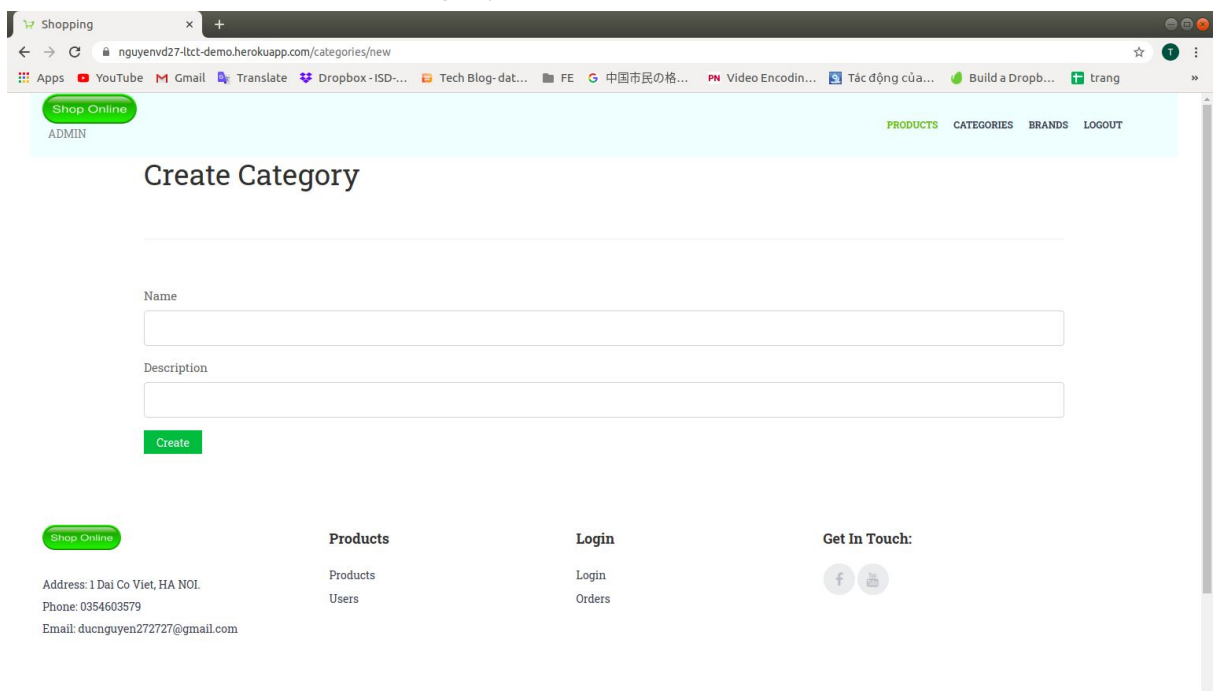 Shopping
nguyenvd27-ltct-demo.herokuapp.com/categories/new
T
Apps YouTube Gmail Translate Dropbox - ISD-... Tech Blog- dat... FE 中国市民の格... PN Video Encodin... Tác động của... Build a Dropb... trang »
Shop Online
ADMIN
PRODUCTS CATEGORIES BRANDS LOGOUT
Create Category
Name
Description
Create
Shop Online
Address: 1 Dai Co Viet, HA NOI.
Phone: 0354603579
Email: ducnguyen272727@gmail.com
Products
Products
Users
Login
Login
Orders
Get In Touch: